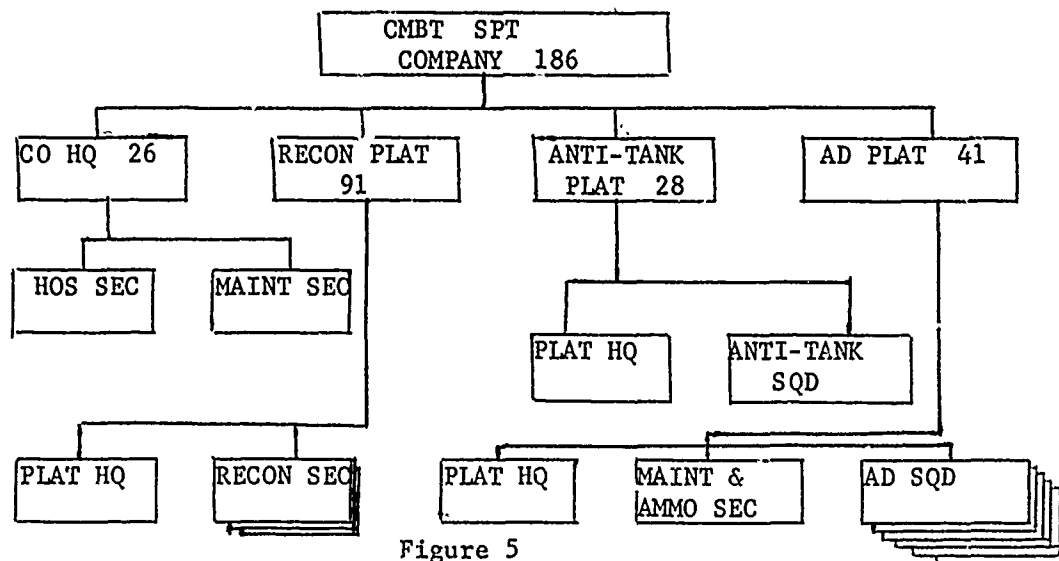 CMBT SPT
COMPANY 186
CO HQ 26
RECON PLAT
91
ANTI-TANK
PLAT 28
AD PLAT 41
HOS SEC
MAINT SEC
PLAT HQ
ANTI-TANK
SQD
PLAT HQ
RECON SEC
PLAT HQ
MAINT &
AMMO SEC
AD SQD
Figure 5